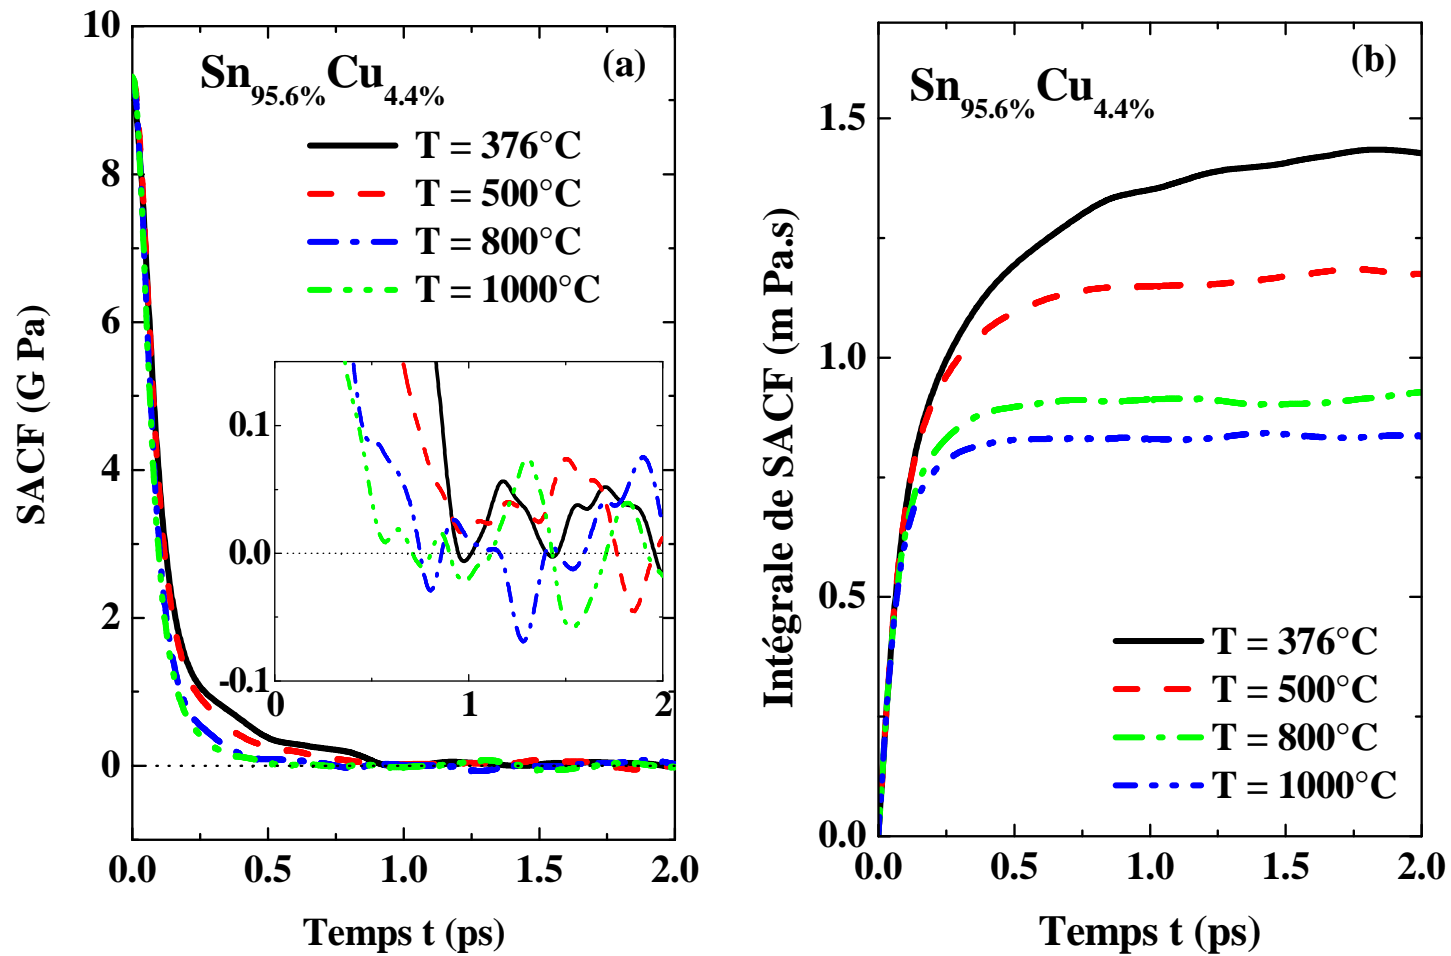 10
8
6
4
2
0
SACF (G Pa)
Sn95.6%Cu4.4%
(a)
T = 376°C
T = 500°C
T = 800°C
T = 1000°C
0.1
0.0
-0.1
0 1 2
0.0 0.5 1.0 1.5 2.0
Temps t (ps)
1.5
1.0
0.5
0.0
Intégrale de SACF (m Pa.s)
Sn95.6%Cu4.4%
(b)
T = 376°C
T = 500°C
T = 800°C
T = 1000°C
0.0 0.5 1.0 1.5 2.0
Temps t (ps)